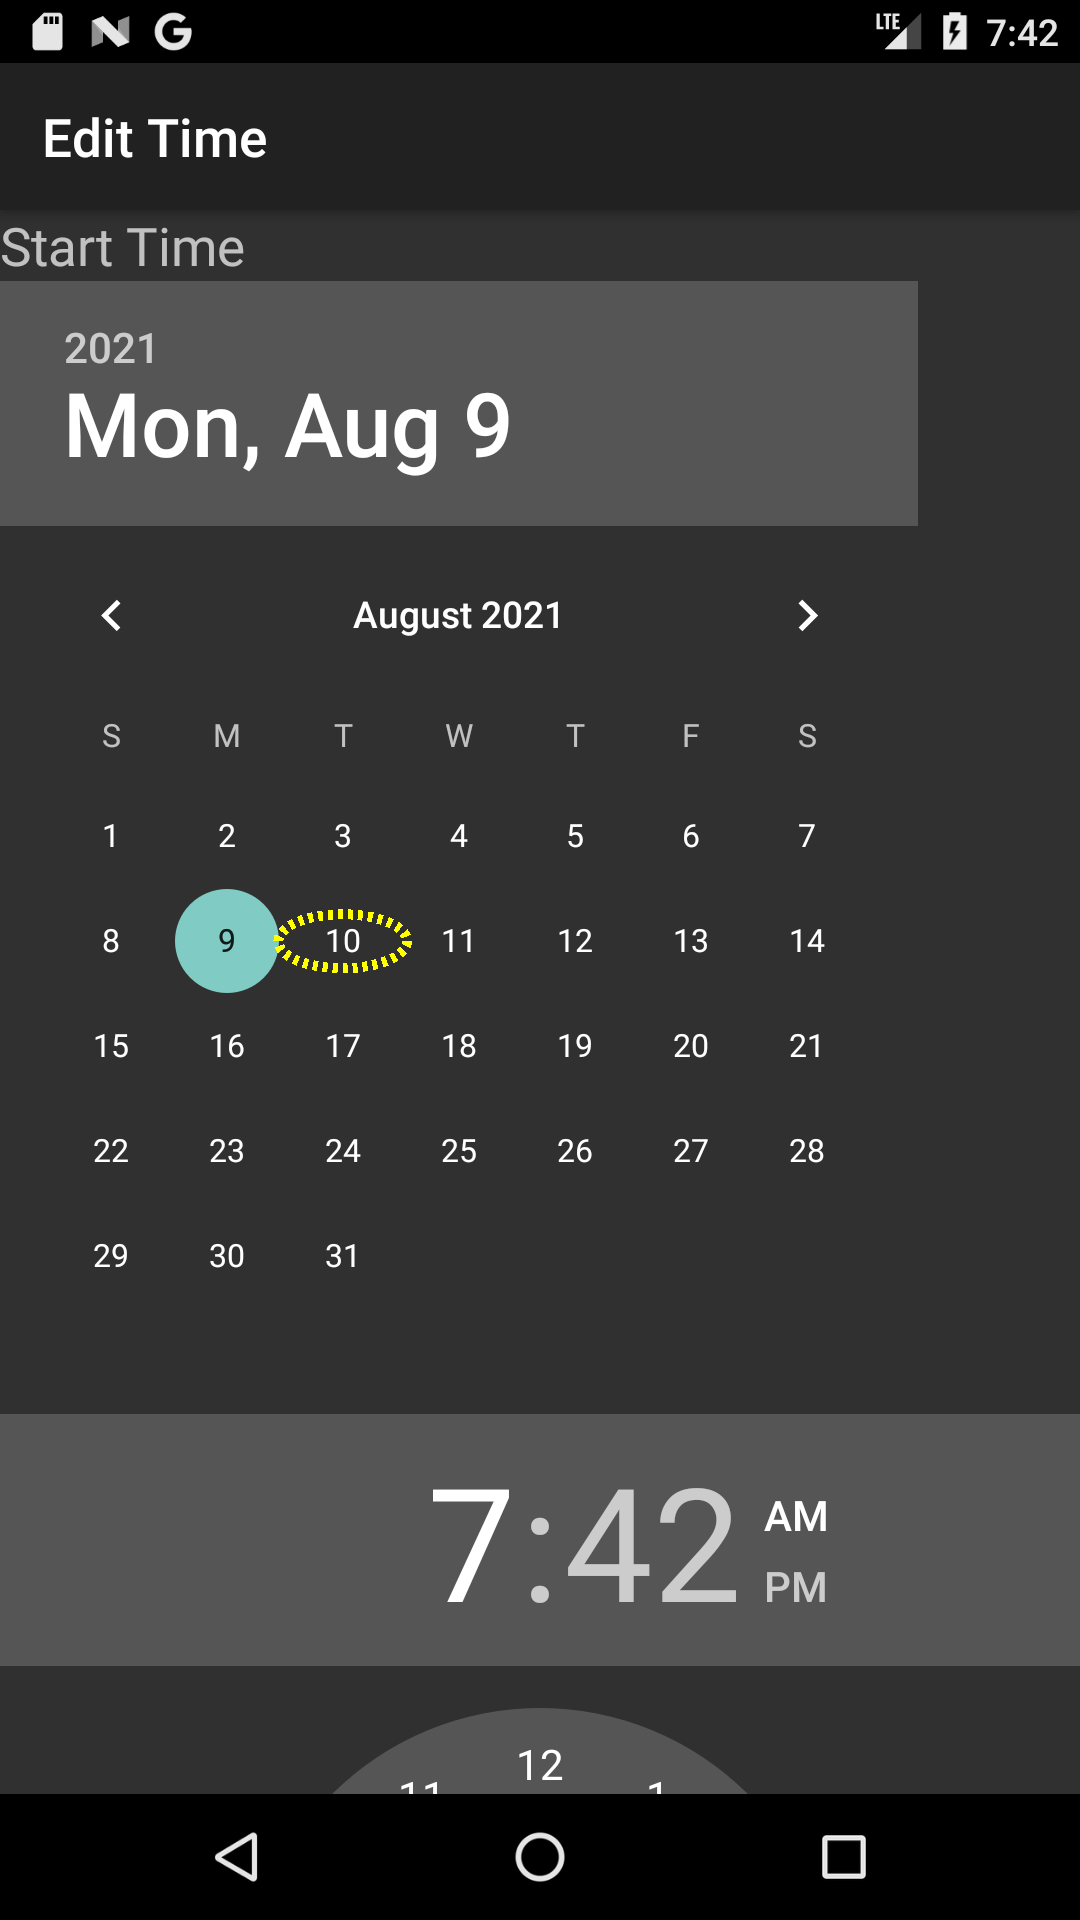 LTE 7:42
Edit Time
Start Time
2021
Mon, Aug 9
August 2021
S M T W T F S
1 2 3 4 5 6 7
8 9 10 11 12 13 14
15 16 17 18 19 20 21
22 23 24 25 26 27 28
29 30 31
7:42 AM
PM
12
11 1